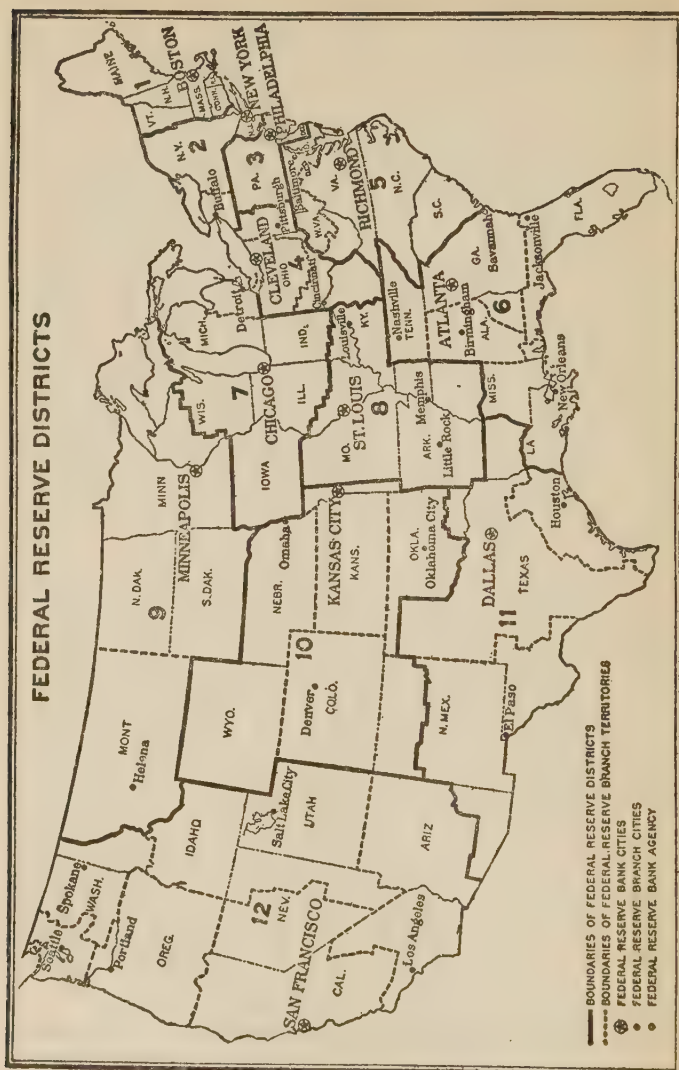 FEDERAL RESERVE DISTRICTS
Seattle
Spokane
WASH.
Portland
OREG.
IDAHO
MONT
Helena
WYO.
12
NEV.
SAN FRANCISCO
CAL.
Los Angeles
Salt Lake City
UTAH
ARIZ
N. DAK.
9
S. DAK.
MINN
MINNEAPOLIS
NEBR.
Omaha
10
Denver
COLO.
KANSAS CITY
KANS.
N. MEX.
El Paso
OKLA.
Oklahoma City
DALLAS
TEXAS
11
Houston
WIS.
MICH
Detroit
7
CHICAGO
IOWA
ILL.
IND.
MO.
ST. LOUIS
8
Louisville
KY.
ARK.
Little Rock
Memphis
MISS.
LA
New Orleans
CLEVELAND
OHIO
4
Cincinnati
Pittsburgh
Nashville
TENN.
ATLANTA
Birmingham
ALA.
6
GA.
Savannah
Jacksonville
FLA.
MAINE
1
VT.
N.H.
BOSTON
MASS.
CONN.
N.Y.
2
Buffalo
NEW YORK
N.J.
PHILADELPHIA
PA.
3
Baltimore
MD.
W.VA.
VA.
RICHMOND
5
N.C.
S.C.
BOUNDARIES OF FEDERAL RESERVE DISTRICTS
BOUNDARIES OF FEDERAL RESERVE BRANCH TERRITORIES
FEDERAL RESERVE BANK CITIES
FEDERAL RESERVE BRANCH CITIES
FEDERAL RESERVE BANK AGENCY